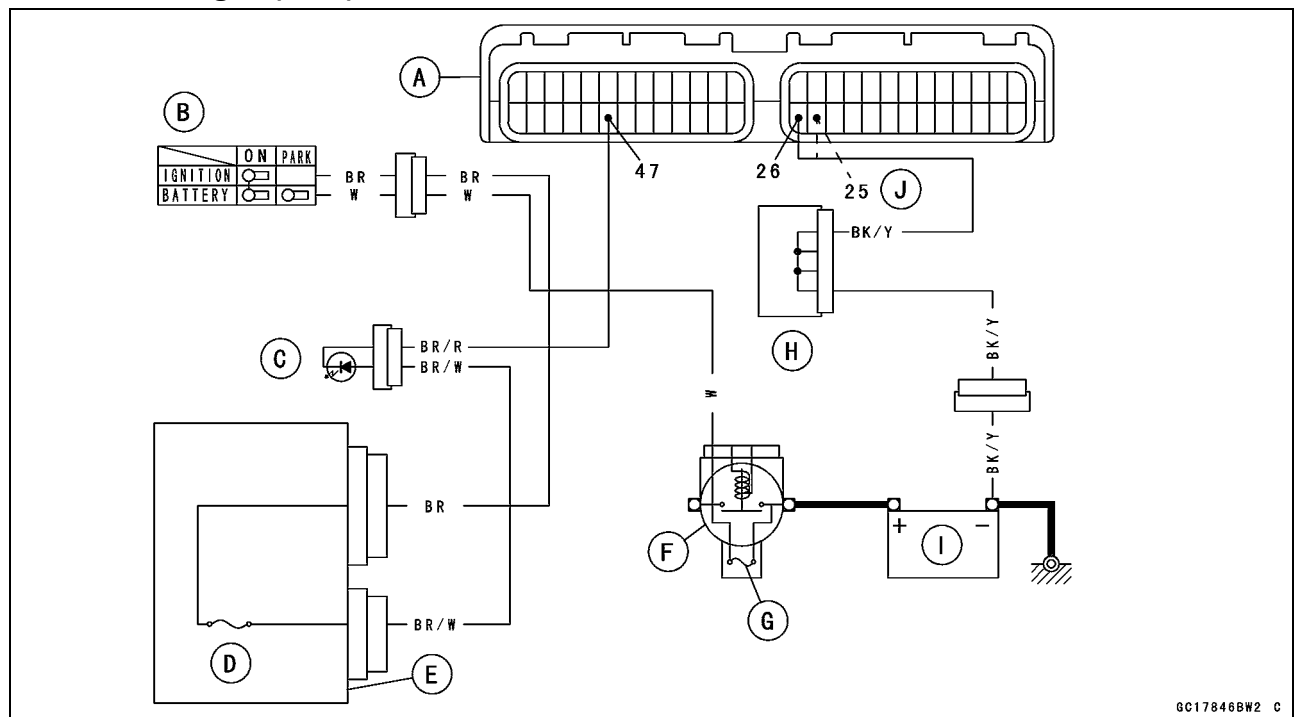 A
B
ON PARK
IGNITION
BATTERY
BR BR
W W
47 26 25 J
BK/Y
H
C
BR/R
BR/W
BK/Y
W
BK/Y
BR
F
+ I −
G
BR/W
D
E
GC17846BW2 C